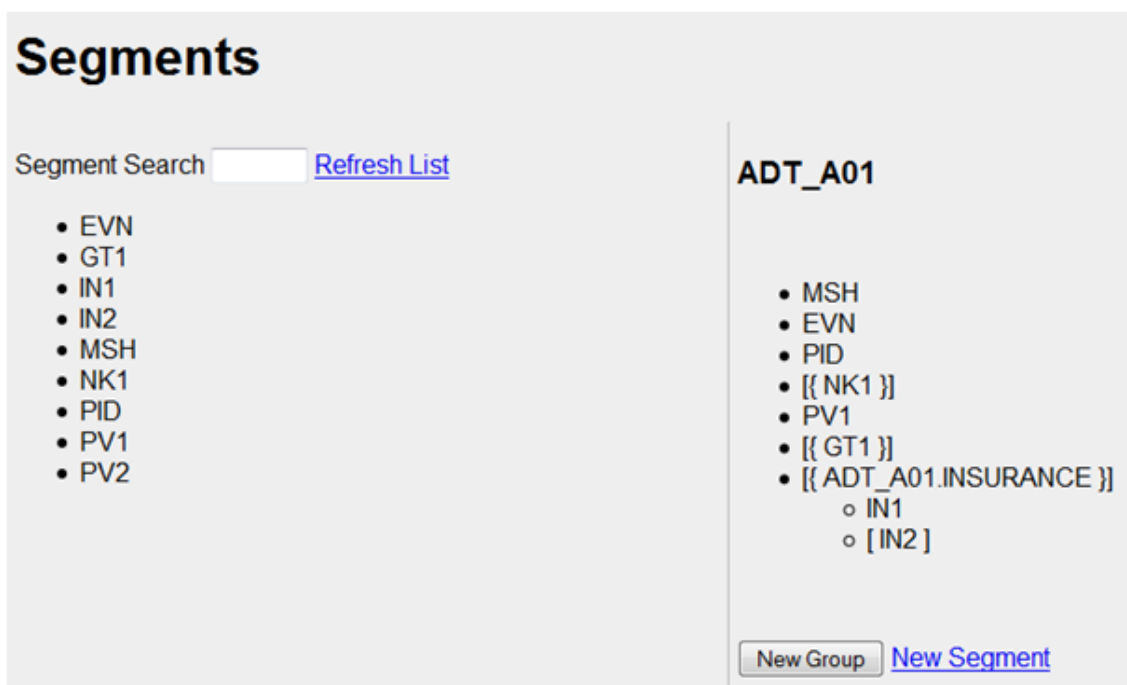 Segments
Segment Search Refresh List
EVN
GT1
IN1
IN2
MSH
NK1
PID
PV1
PV2
ADT_A01
MSH
EVN
PID
[{ NK1 }]
PV1
[{ GT1 }]
[{ ADT_A01.INSURANCE }]
IN1
[ IN2 ]
New Group New Segment